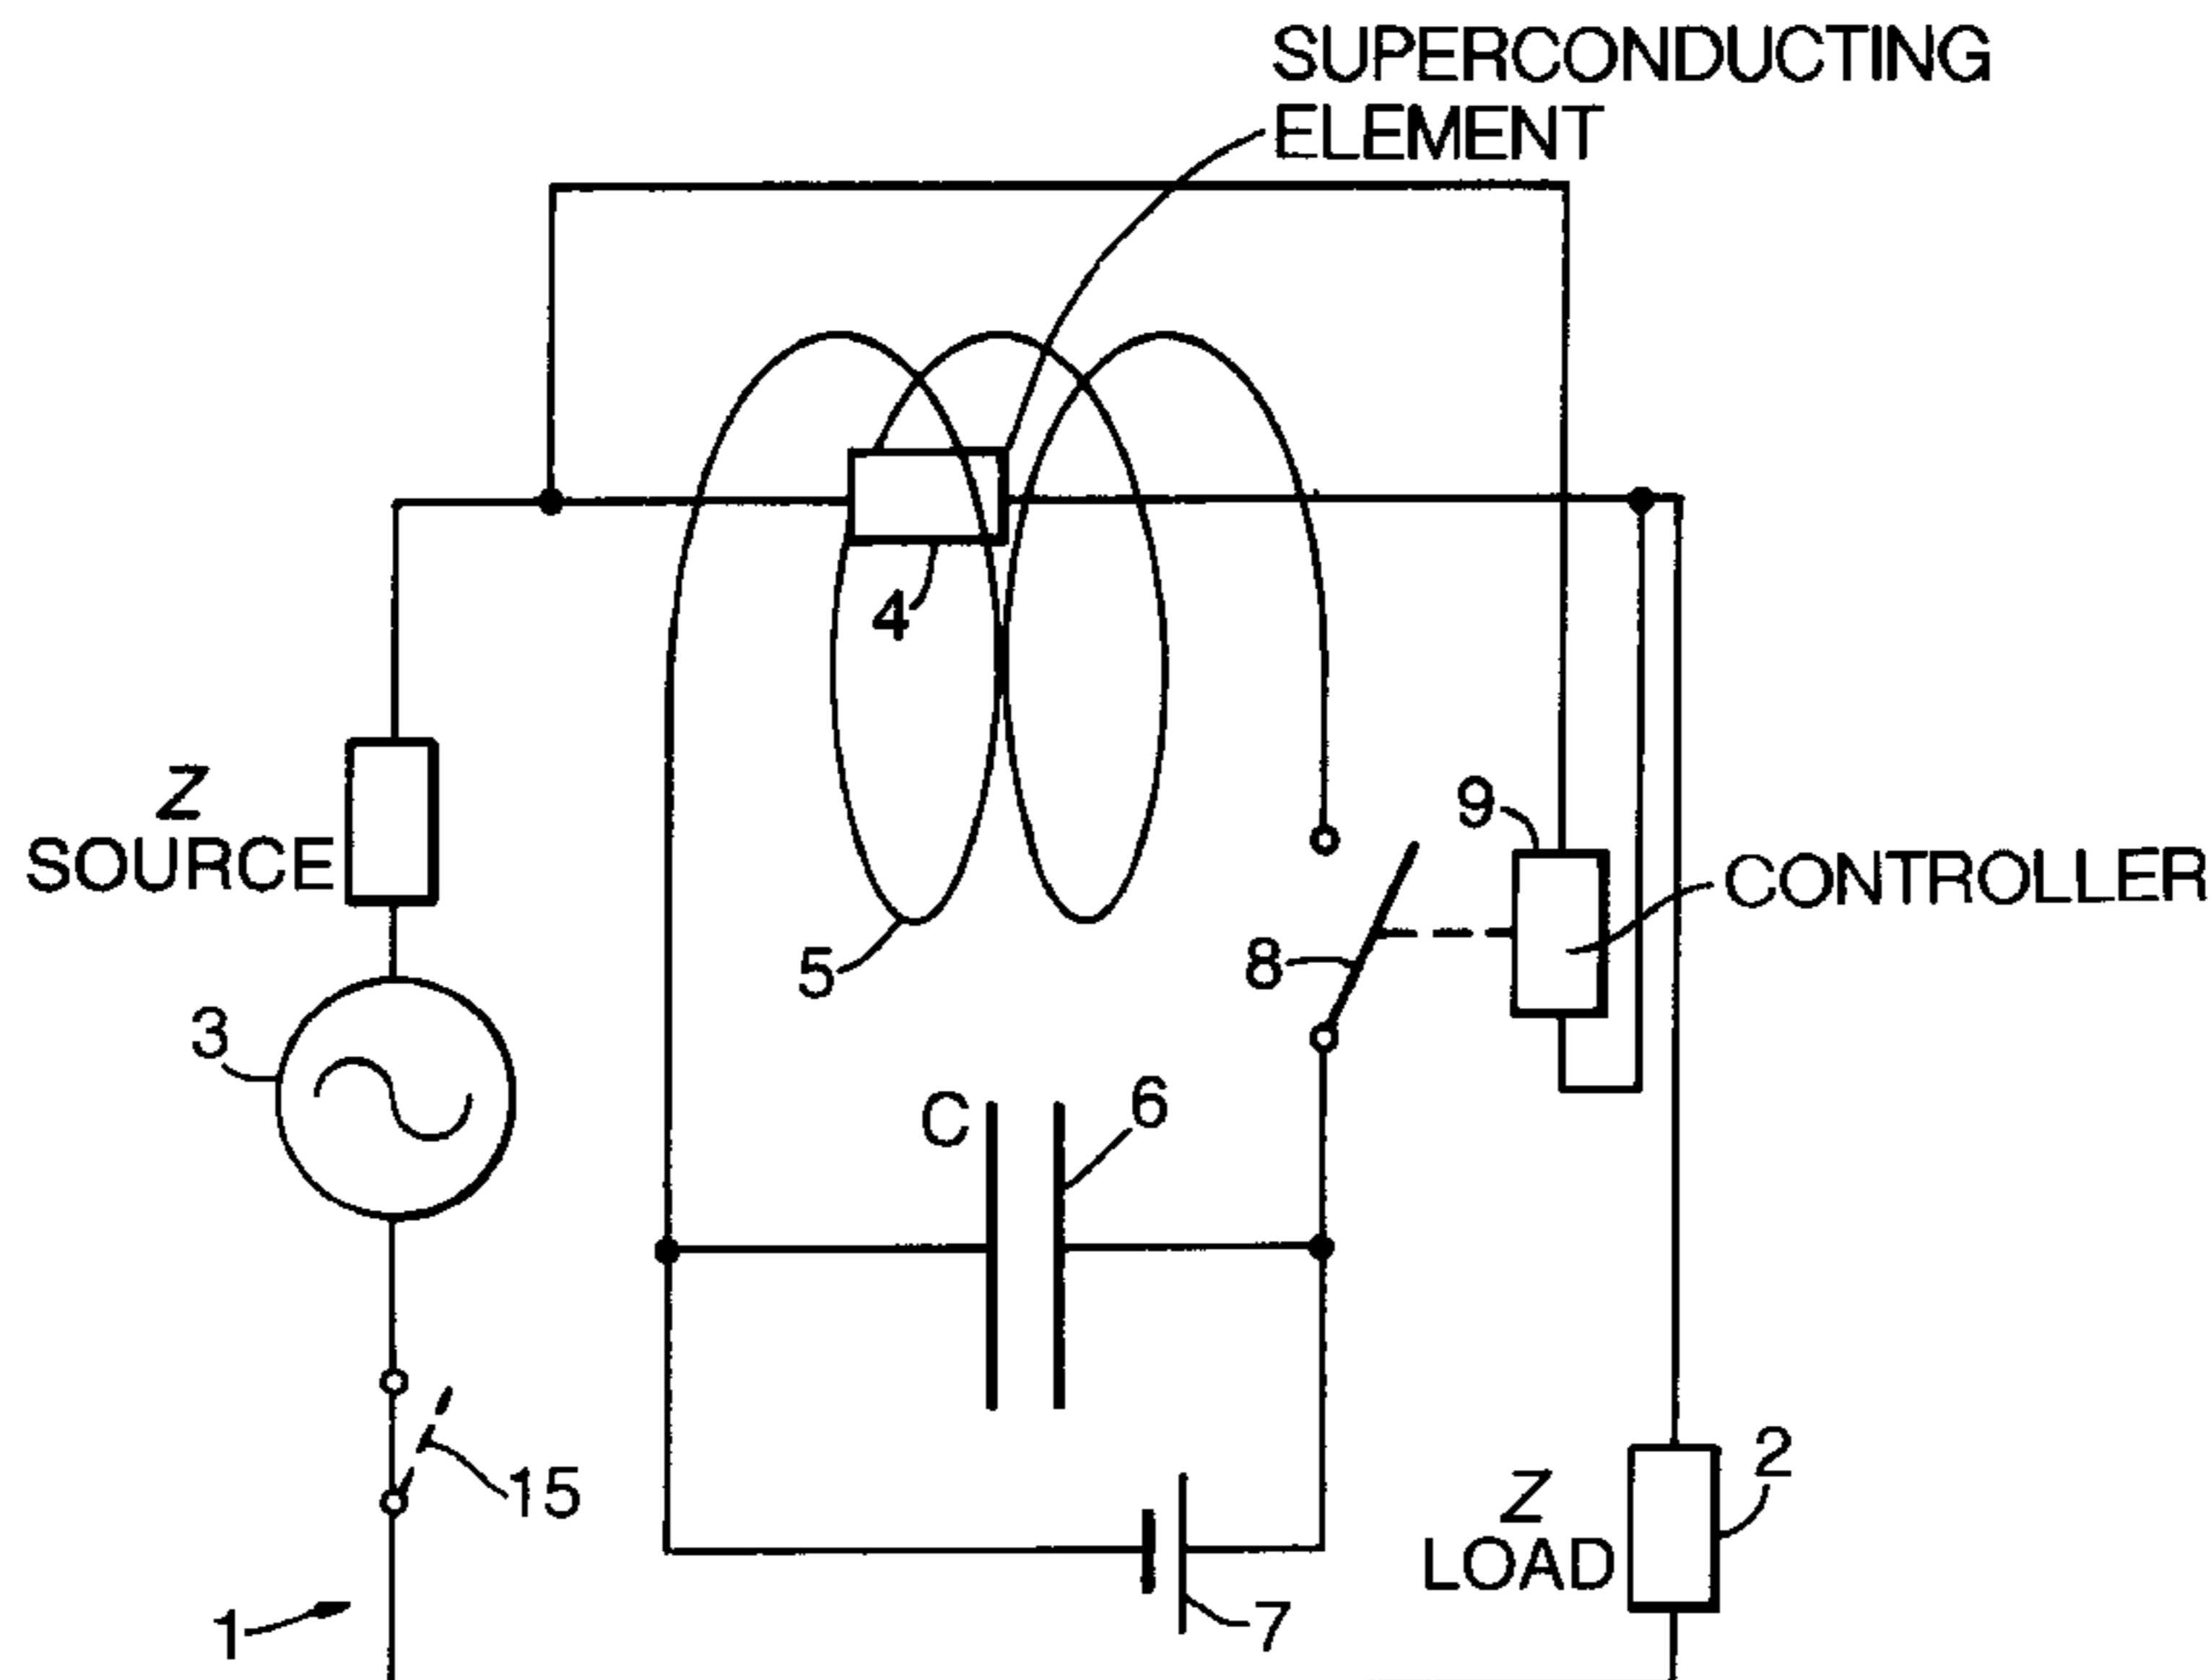 SUPERCONDUCTING
ELEMENT
4
Z
SOURCE
9
CONTROLLER
5
8
3
C
6
15
2
Z
LOAD
1
7